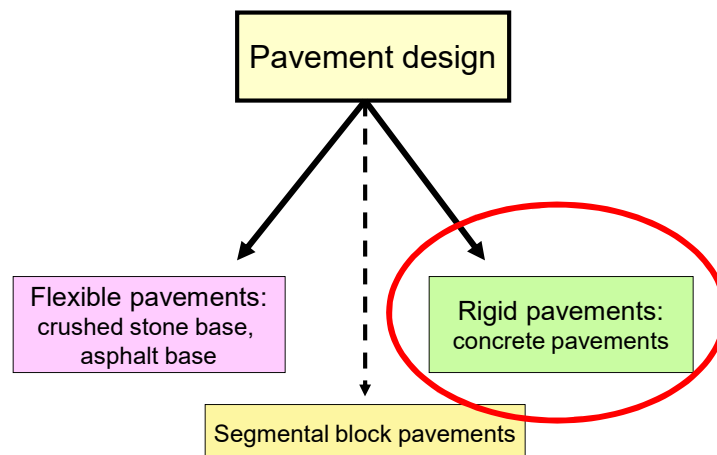 Pavement design
Flexible pavements:
crushed stone base,
asphalt base
Rigid pavements:
concrete pavements
Segmental block pavements